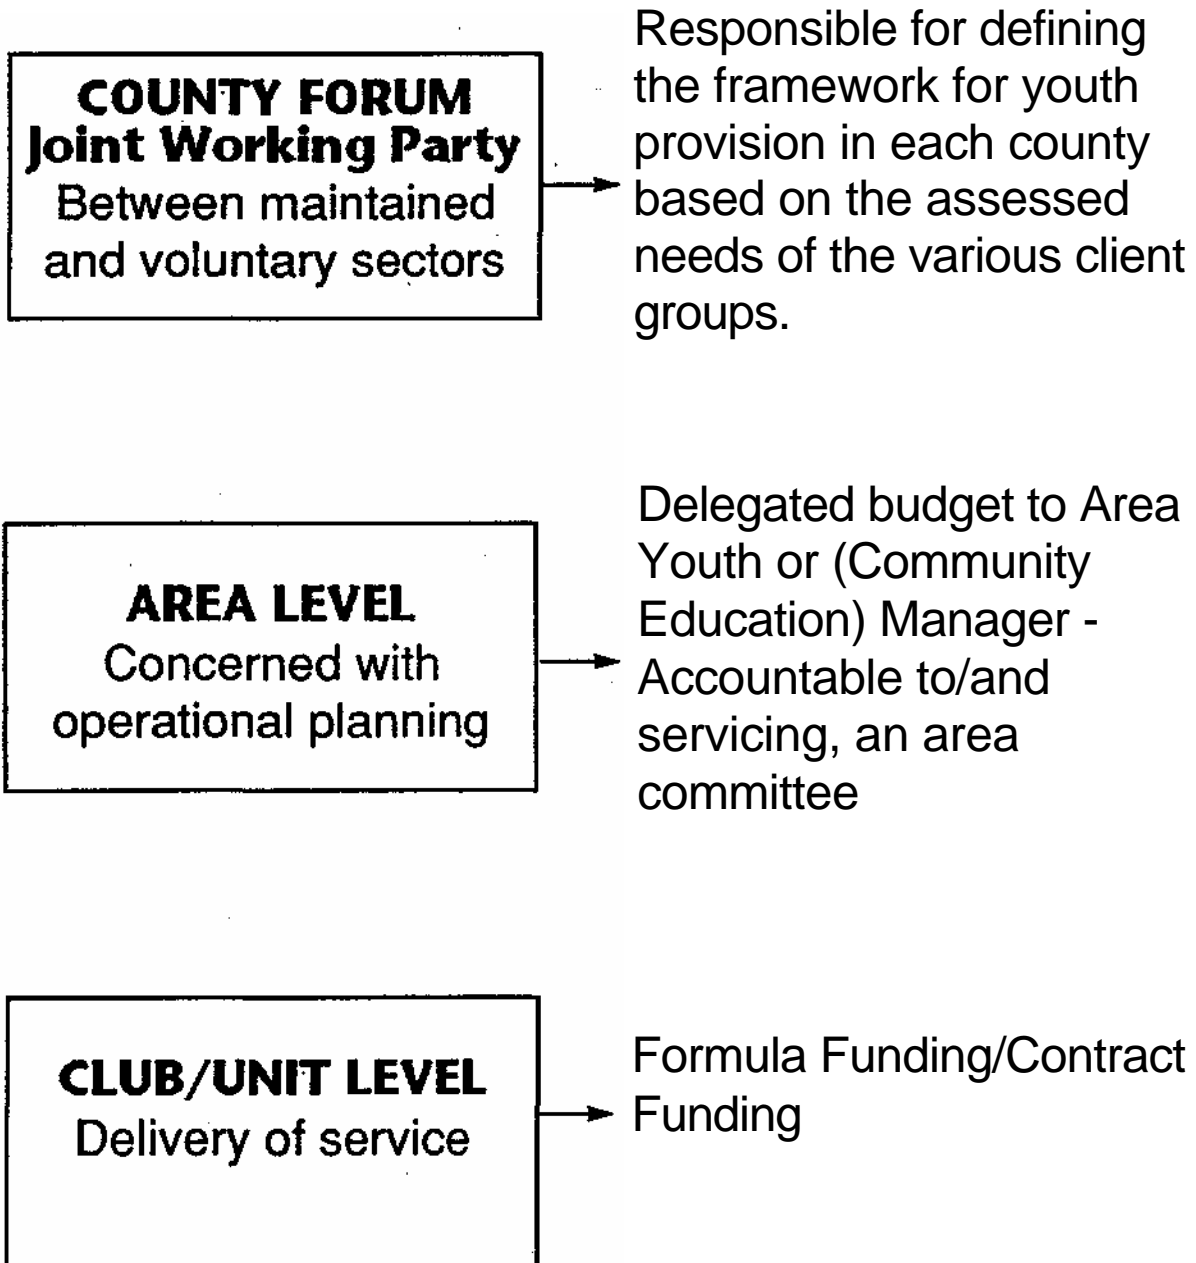 COUNTY FORUM
Joint Working Party
Between maintained
and voluntary sectors
Responsible for defining
the framework for youth
provision in each county
based on the assessed
needs of the various client
groups.
AREA LEVEL
Concerned with
operational planning
Delegated budget to Area
Youth or (Community
Education) Manager -
Accountable to/and
servicing, an area
committee
CLUB/UNIT LEVEL
Delivery of service
Formula Funding/Contract
Funding